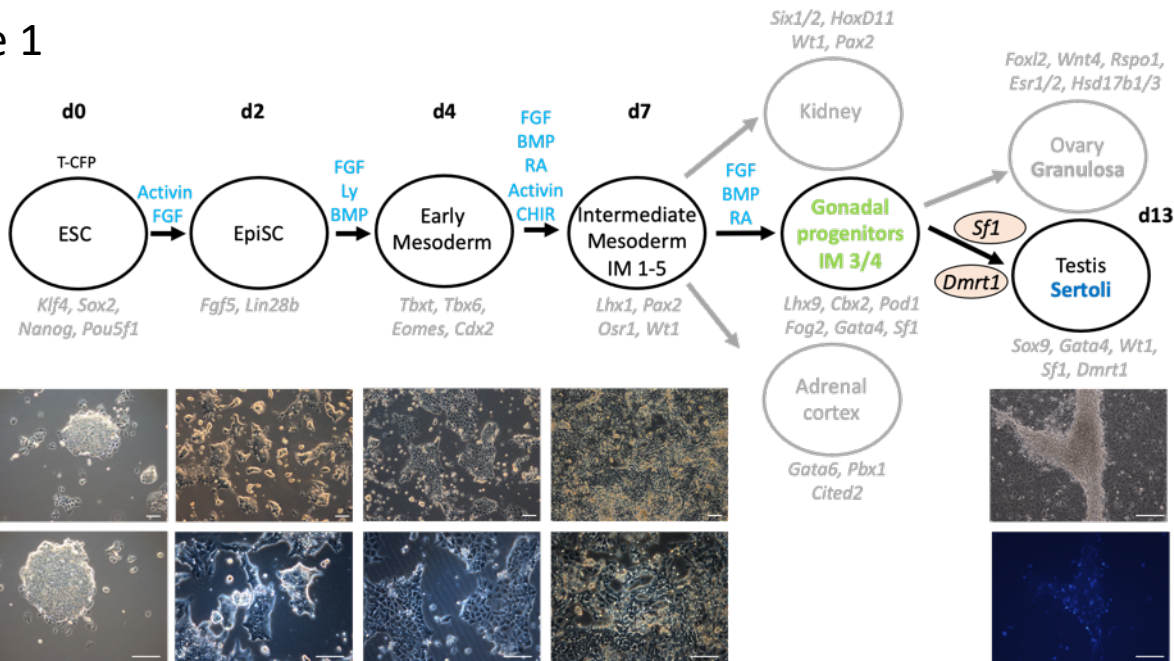 e 1
d0
d2
d4
d7
d13
T-CFP
ESC
Activin
FGF
EpiSC
FGF
Ly
BMP
Early
Mesoderm
FGF
BMP
RA
Activin
CHIR
Intermediate
Mesoderm
IM 1-5
FGF
BMP
RA
Gonadal
progenitors
IM 3/4
Six1/2, HoxD11
Wt1, Pax2
Kidney
Foxl2, Wnt4, Rspo1,
Esr1/2, Hsd17b1/3
Ovary
Granulosa
Sf1
Dmrt1
Testis
Sertoli
Klf4, Sox2,
Nanog, Pou5f1
Fgf5, Lin28b
Tbxt, Tbx6,
Eomes, Cdx2
Lhx1, Pax2
Osr1, Wt1
Lhx9, Cbx2, Pod1
Fog2, Gata4, Sf1
Sox9, Gata4, Wt1,
Sf1, Dmrt1
Adrenal
cortex
Gata6, Pbx1
Cited2